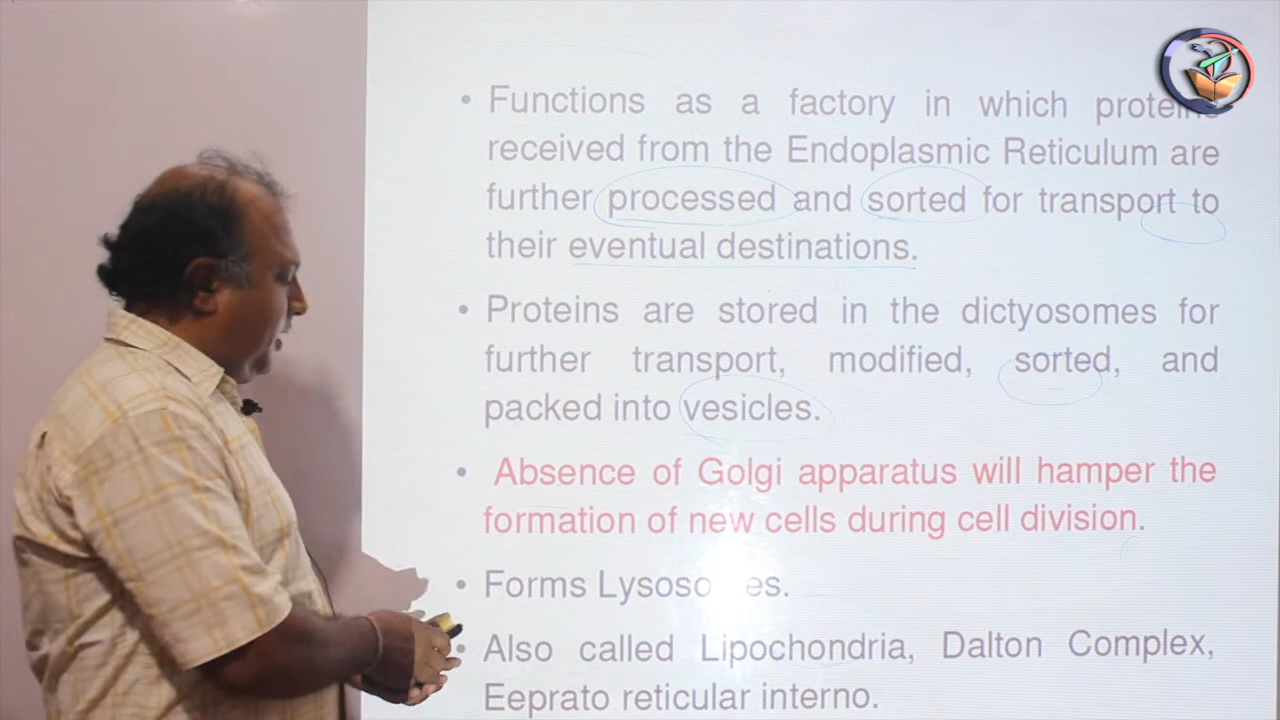 • Functions as a factory in which proteins
received from the Endoplasmic Reticulum are
further processed and sorted for transport to
their eventual destinations.
• Proteins are stored in the dictyosomes for
further transport, modified, sorted, and
packed into vesicles.
• Absence of Golgi apparatus will hamper the
formation of new cells during cell division.
• Forms Lysosomes.
• Also called Lipochondria, Dalton Complex,
Eeprato reticular interno.